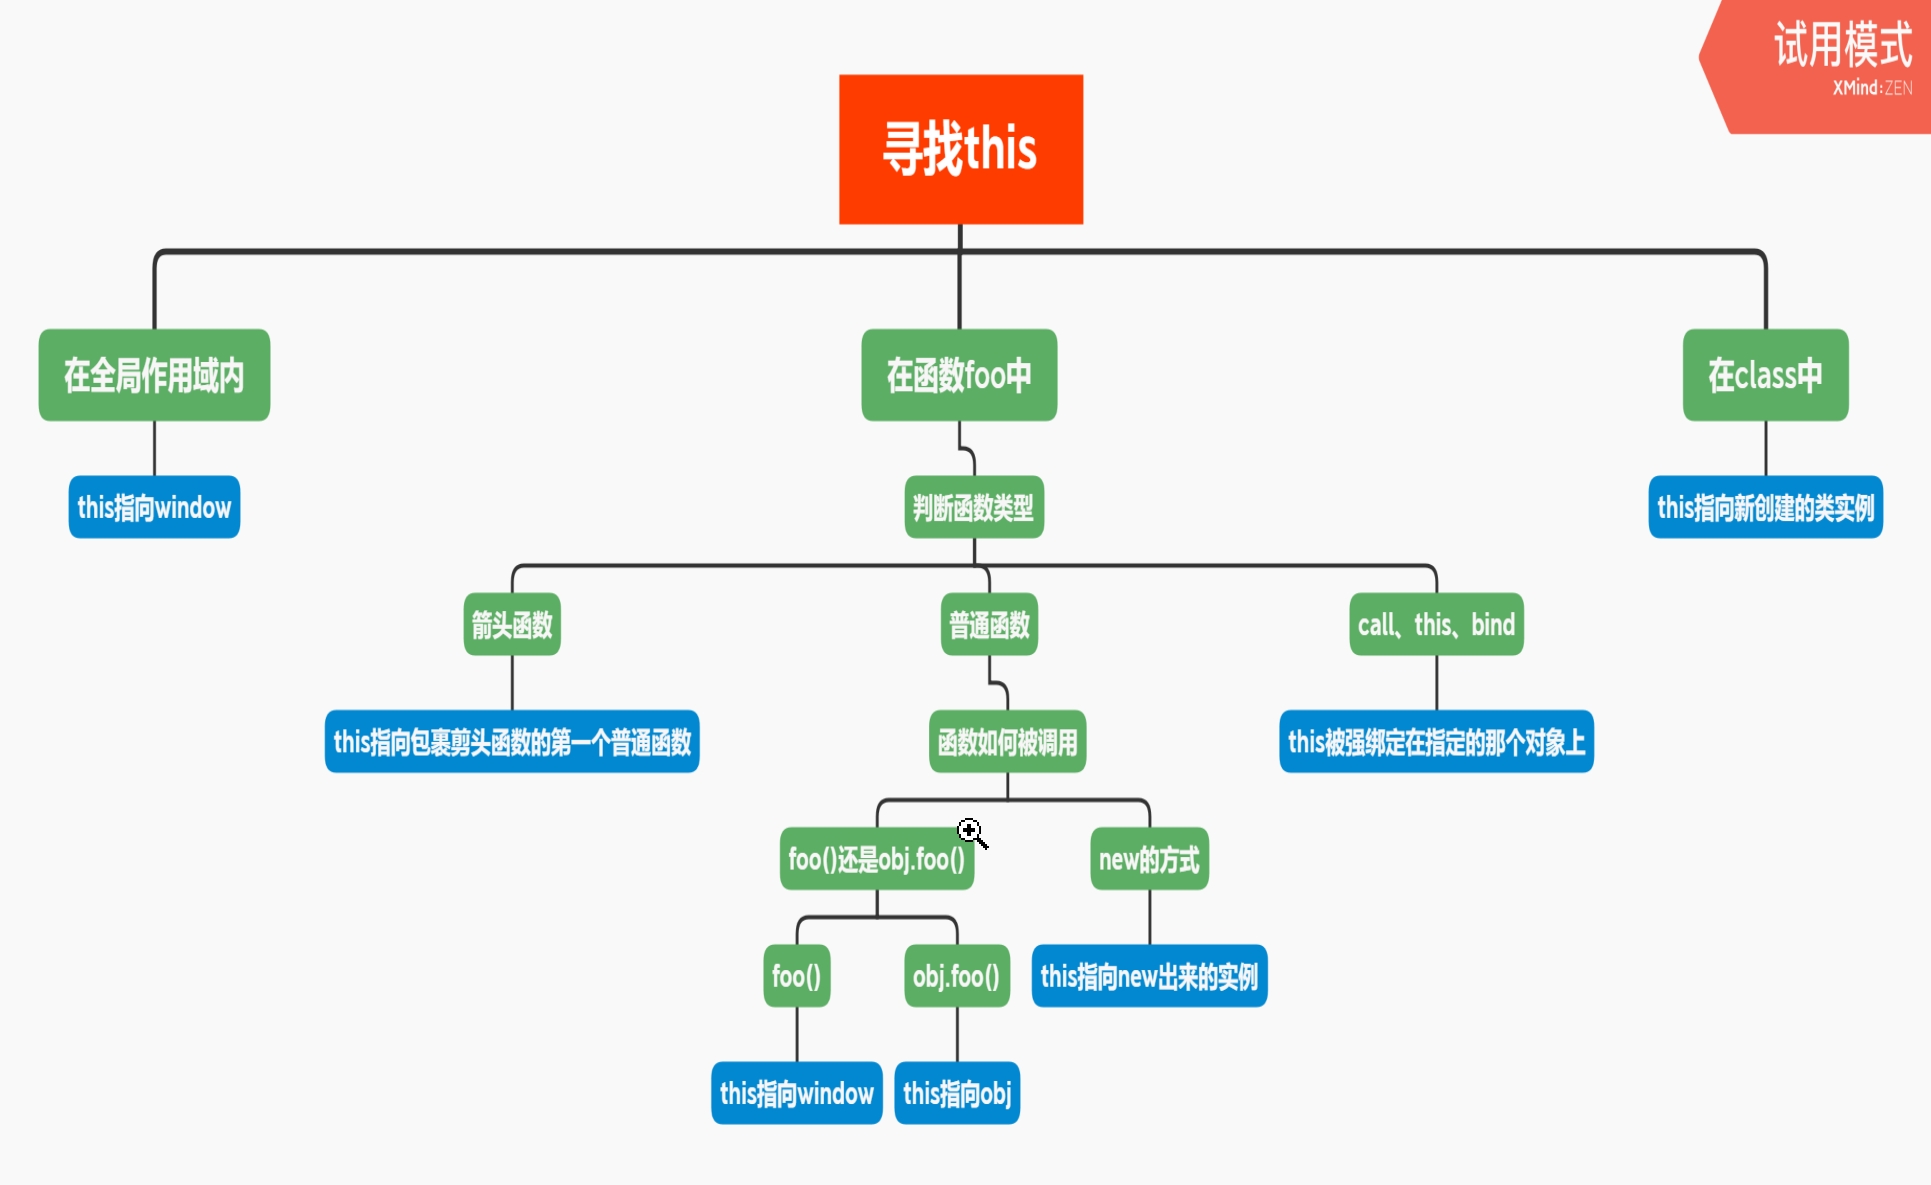 试用模式
XMind:ZEN
寻找this
在全局作用域内
在函数foo中
在class中
this指向window
判断函数类型
this指向新创建的类实例
箭头函数
普通函数
call、this、bind
this指向包裹剪头函数的第一个普通函数
函数如何被调用
this被强绑定在指定的那个对象上
foo()还是obj.foo()
new的方式
foo()
obj.foo()
this指向new出来的实例
this指向window
this指向obj